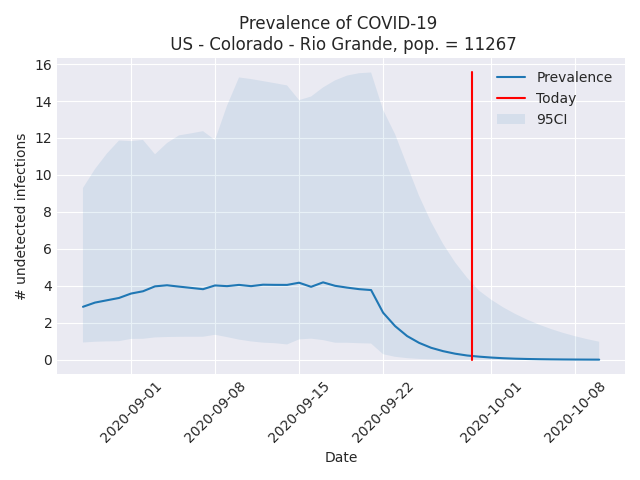 Prevalence of COVID-19
US - Colorado - Rio Grande, pop. = 11267
16
14
12
10
8
6
4
2
0
# undetected infections
Prevalence
Today
95CI
2020-09-01
2020-09-08
2020-09-15
2020-09-22
2020-10-01
2020-10-08
Date